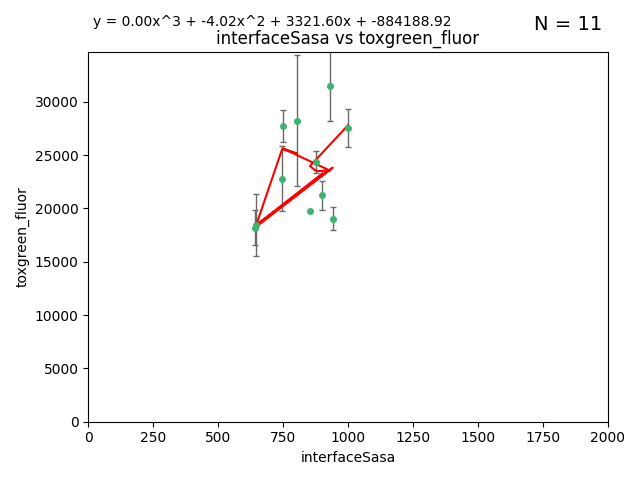 y = 0.00x^3 + -4.02x^2 + 3321.60x + -884188.92
N = 11
interfaceSasa vs toxgreen_fluor
30000
25000
20000
15000
10000
5000
0
toxgreen_fluor
0 250 500 750 1000 1250 1500 1750 2000
interfaceSasa